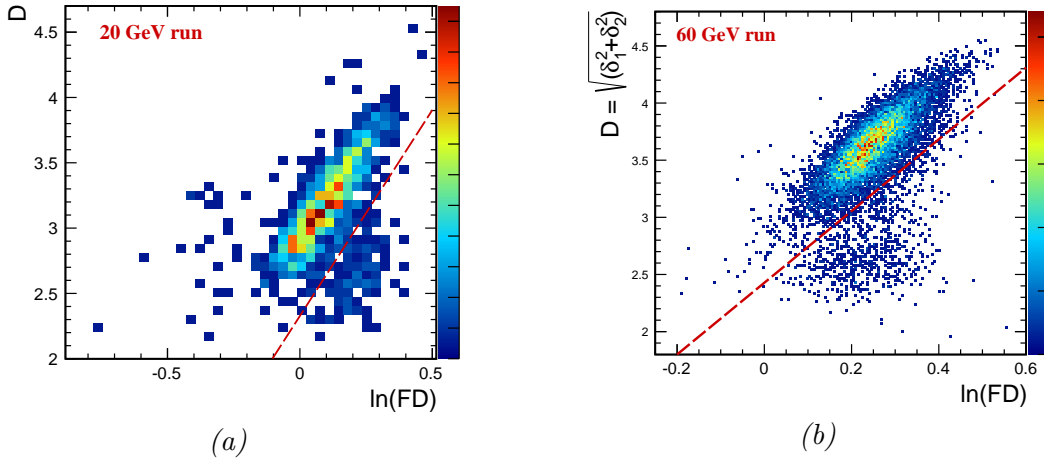 D
20 GeV run
4.5
4
3.5
3
2.5
2
-0.5 0 0.5
ln(FD)
(a)
D = √(δ₁²+δ₂²)
60 GeV run
4.5
4
3.5
3
2.5
2
-0.2 0 0.2 0.4 0.6
ln(FD)
(b)